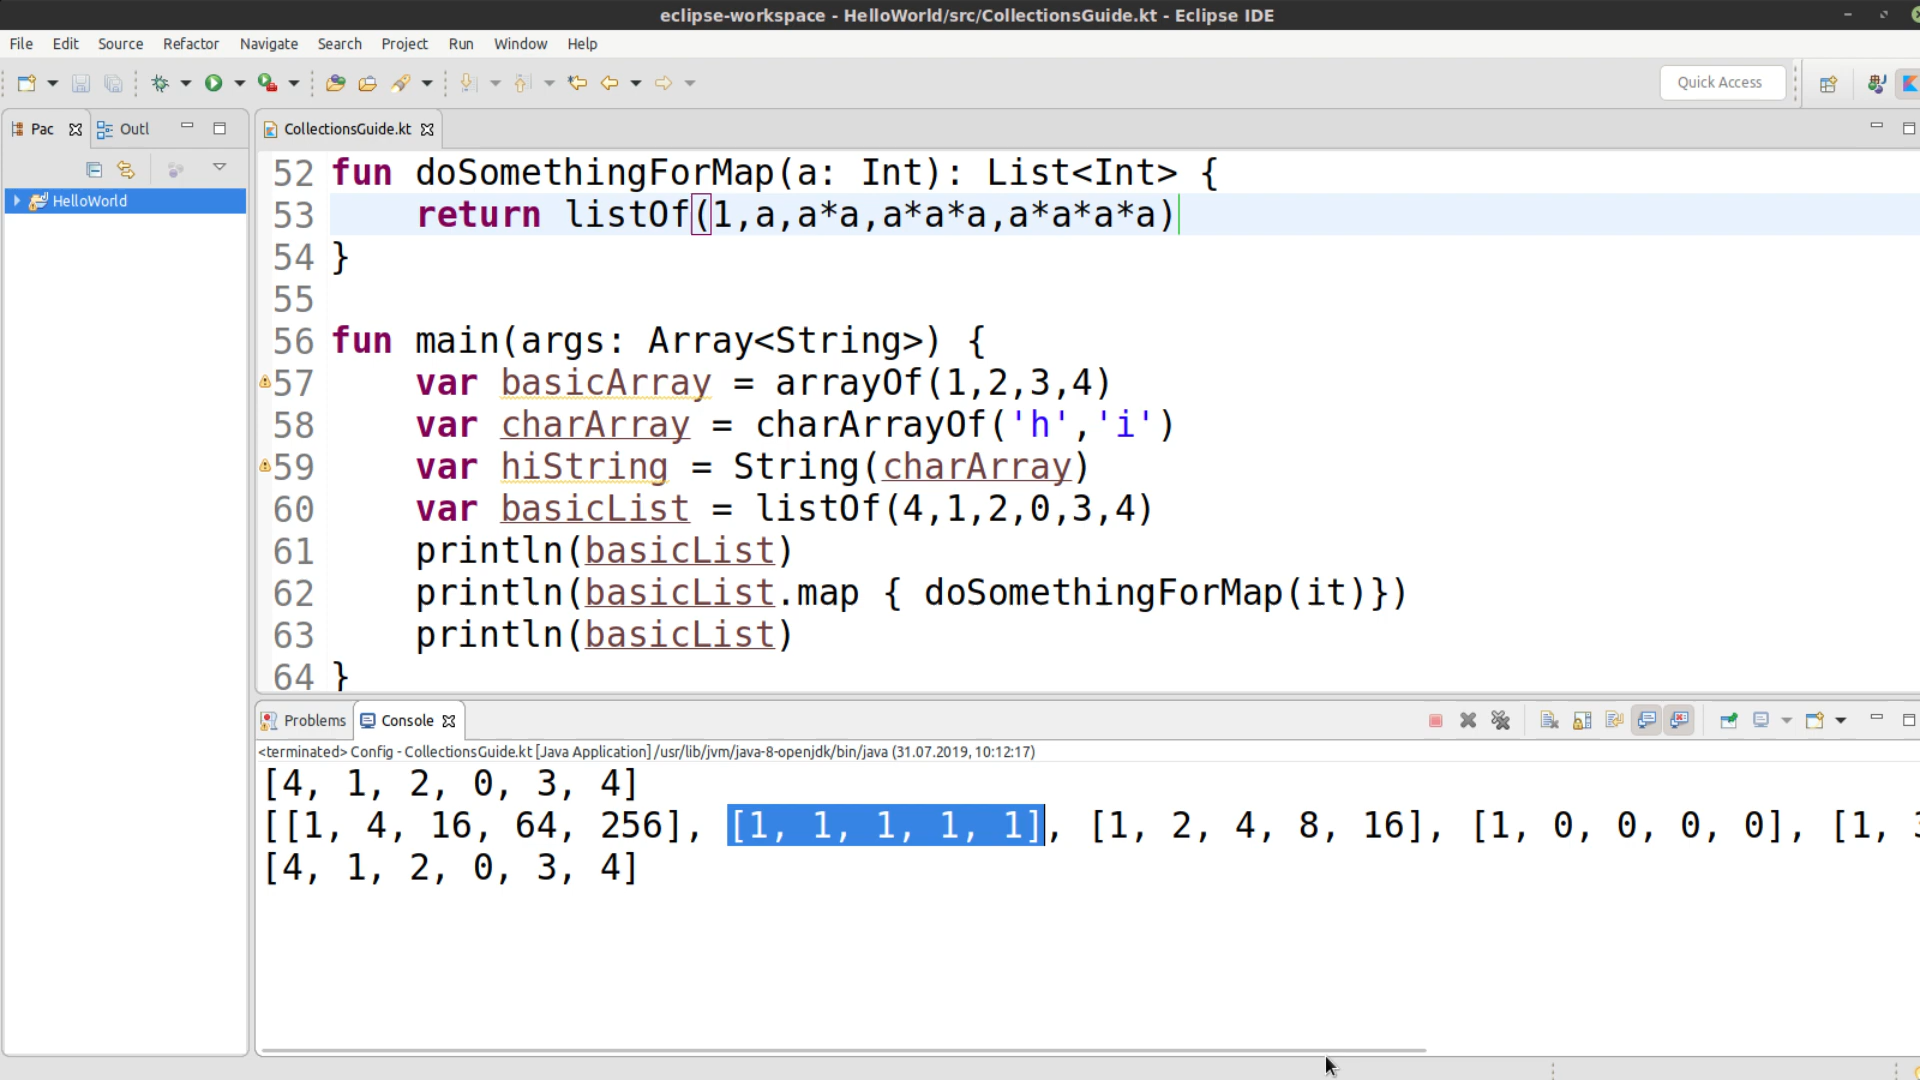 eclipse-workspace - HelloWorld/src/CollectionsGuide.kt - Eclipse IDE
File Edit Source Refactor Navigate Search Project Run Window Help
Quick Access
Pac Outl
CollectionsGuide.kt
HelloWorld
52 fun doSomethingForMap(a: Int): List<Int> {
53 return listOf(1,a,a*a,a*a*a,a*a*a*a)
54 }
55
56 fun main(args: Array<String>) {
57 var basicArray = arrayOf(1,2,3,4)
58 var charArray = charArrayOf('h','i')
59 var hiString = String(charArray)
60 var basicList = listOf(4,1,2,0,3,4)
61 println(basicList)
62 println(basicList.map { doSomethingForMap(it)})
63 println(basicList)
64 }
Problems Console
<terminated> Config - CollectionsGuide.kt [Java Application] /usr/lib/jvm/java-8-openjdk/bin/java (31.07.2019, 10:12:17)
[4, 1, 2, 0, 3, 4]
[[1, 4, 16, 64, 256], [1, 1, 1, 1, 1], [1, 2, 4, 8, 16], [1, 0, 0, 0, 0], [1, 3
[4, 1, 2, 0, 3, 4]